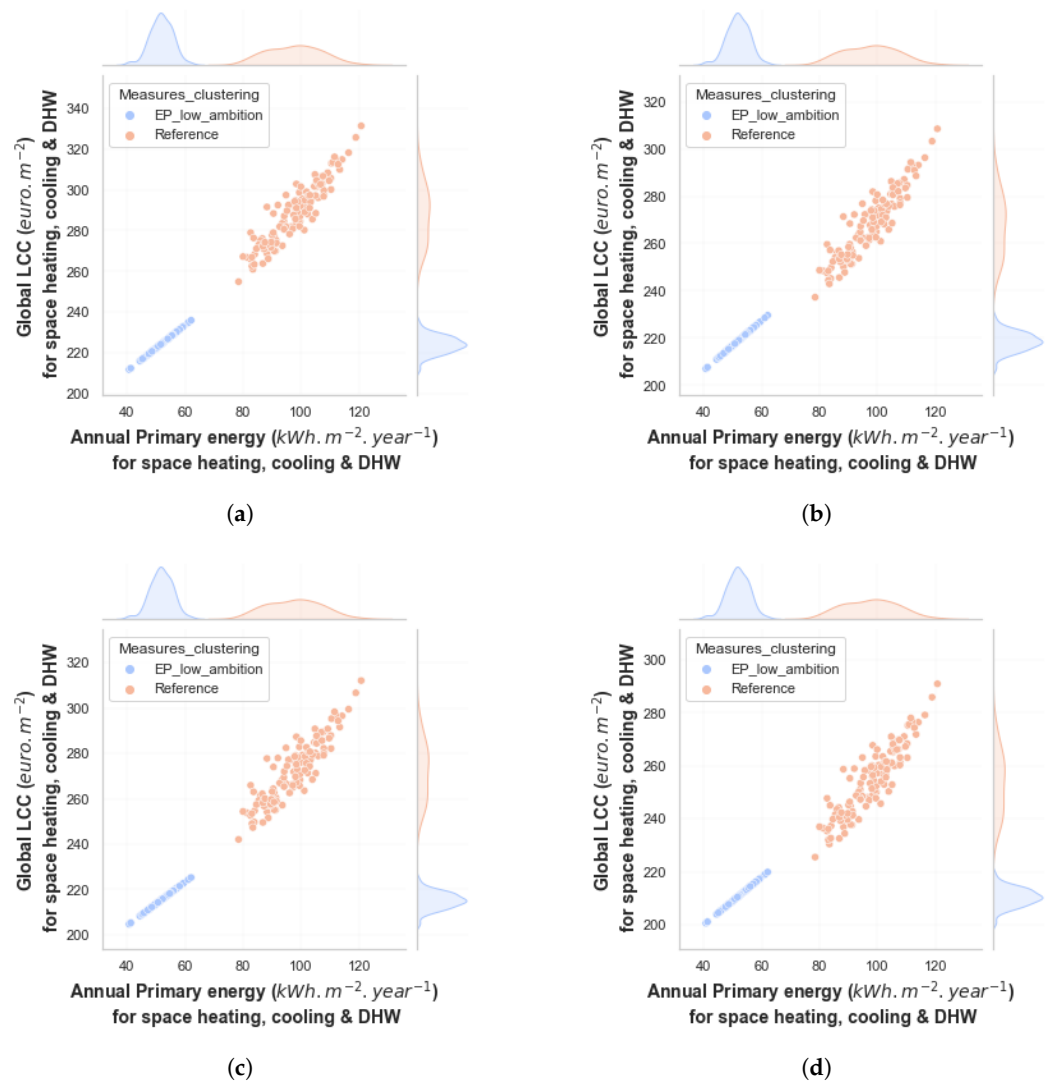 Measures_clustering
EP_low_ambition
Reference
Global LCC (euro.m⁻²)
for space heating, cooling & DHW
340
320
300
280
260
240
220
200
40 60 80 100 120
Annual Primary energy (kWh.m⁻².year⁻¹)
for space heating, cooling & DHW
(a)
Measures_clustering
EP_low_ambition
Reference
Global LCC (euro.m⁻²)
for space heating, cooling & DHW
320
300
280
260
240
220
200
40 60 80 100 120
Annual Primary energy (kWh.m⁻².year⁻¹)
for space heating, cooling & DHW
(b)
Measures_clustering
EP_low_ambition
Reference
Global LCC (euro.m⁻²)
for space heating, cooling & DHW
320
300
280
260
240
220
200
40 60 80 100 120
Annual Primary energy (kWh.m⁻².year⁻¹)
for space heating, cooling & DHW
(c)
Measures_clustering
EP_low_ambition
Reference
Global LCC (euro.m⁻²)
for space heating, cooling & DHW
300
280
260
240
220
200
40 60 80 100 120
Annual Primary energy (kWh.m⁻².year⁻¹)
for space heating, cooling & DHW
(d)